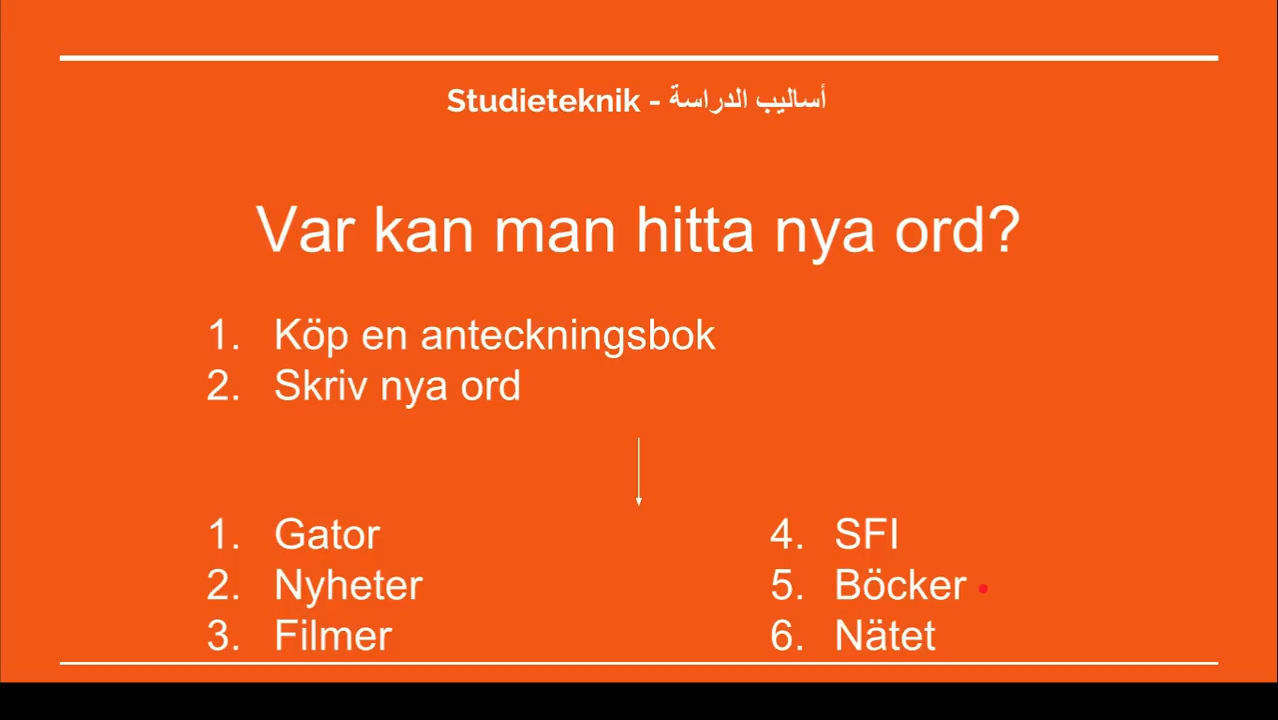 Studieteknik - أساليب الدراسة
Var kan man hitta nya ord?
1. Köp en anteckningsbok
2. Skriv nya ord
1. Gator
2. Nyheter
3. Filmer
4. SFI
5. Böcker
6. Nätet